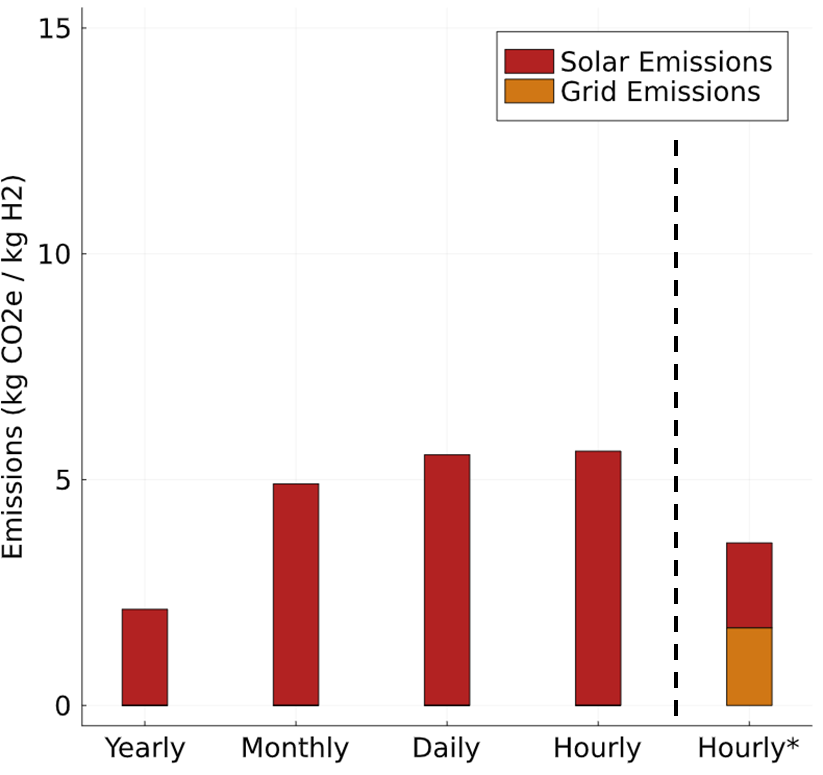 15
Solar Emissions
Grid Emissions
10
5
0
Emissions (kg CO2e / kg H2)
Yearly Monthly Daily Hourly Hourly*